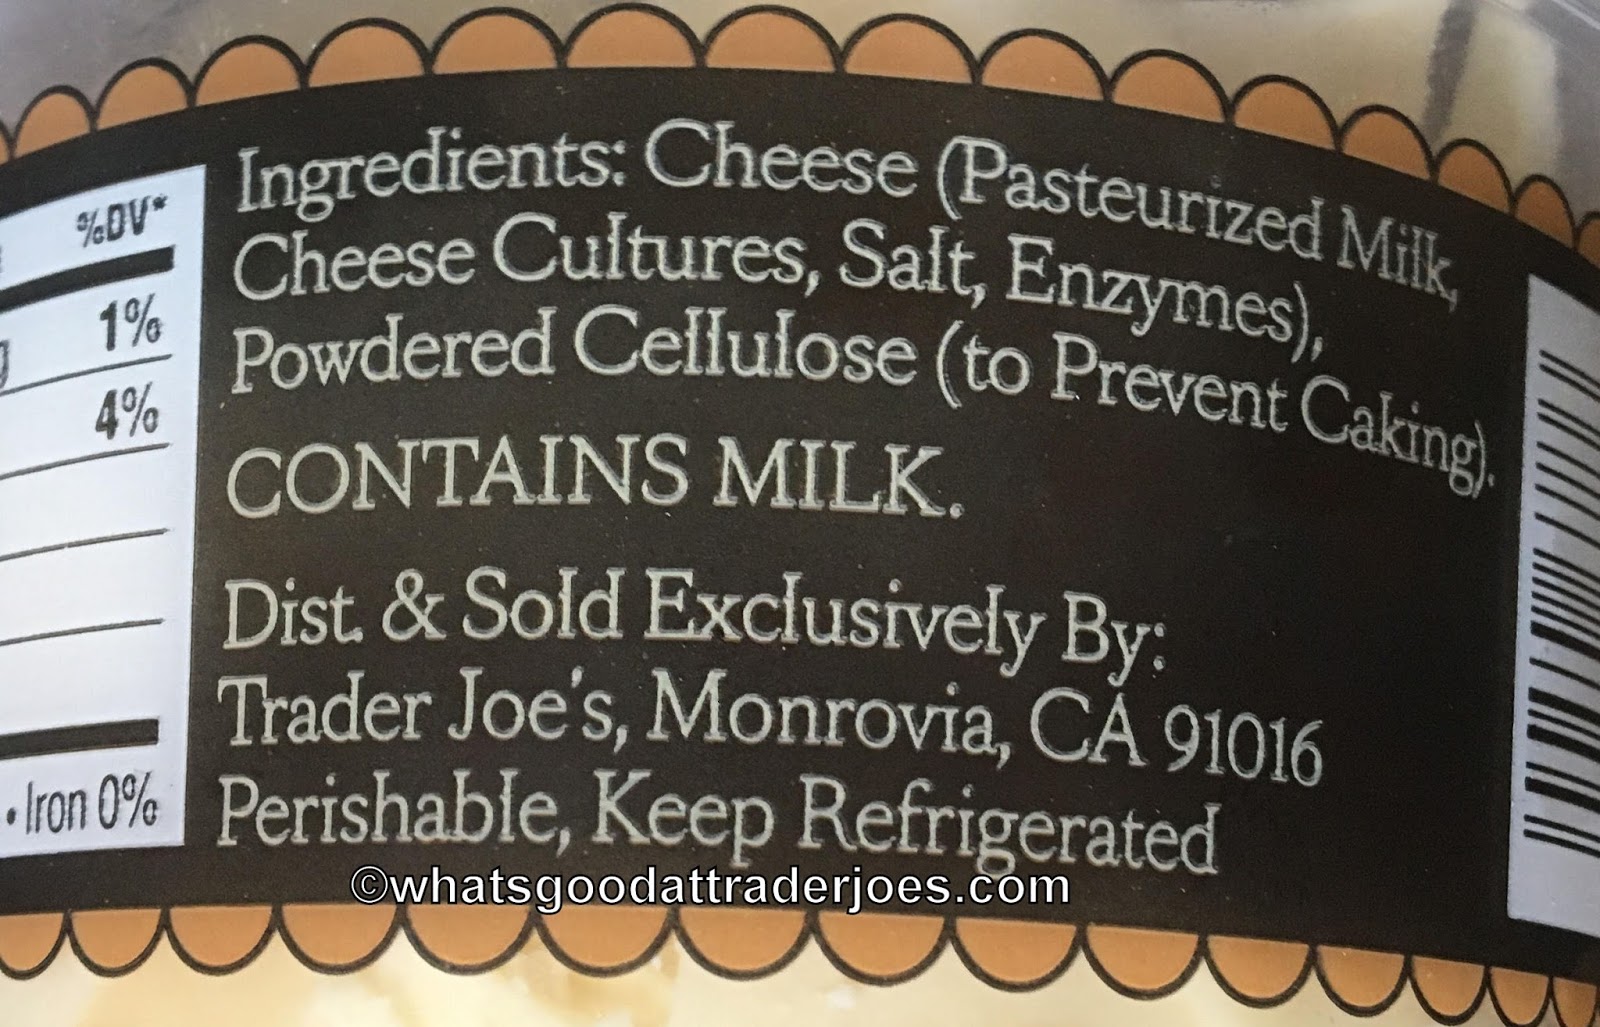 %DV*
1%
4%
• Iron 0%
Ingredients: Cheese (Pasteurized Milk,
Cheese Cultures, Salt, Enzymes),
Powdered Cellulose (to Prevent Caking).
CONTAINS MILK.
Dist. & Sold Exclusively By:
Trader Joe's, Monrovia, CA 91016
Perishable, Keep Refrigerated
©whatsgoodattraderjoes.com